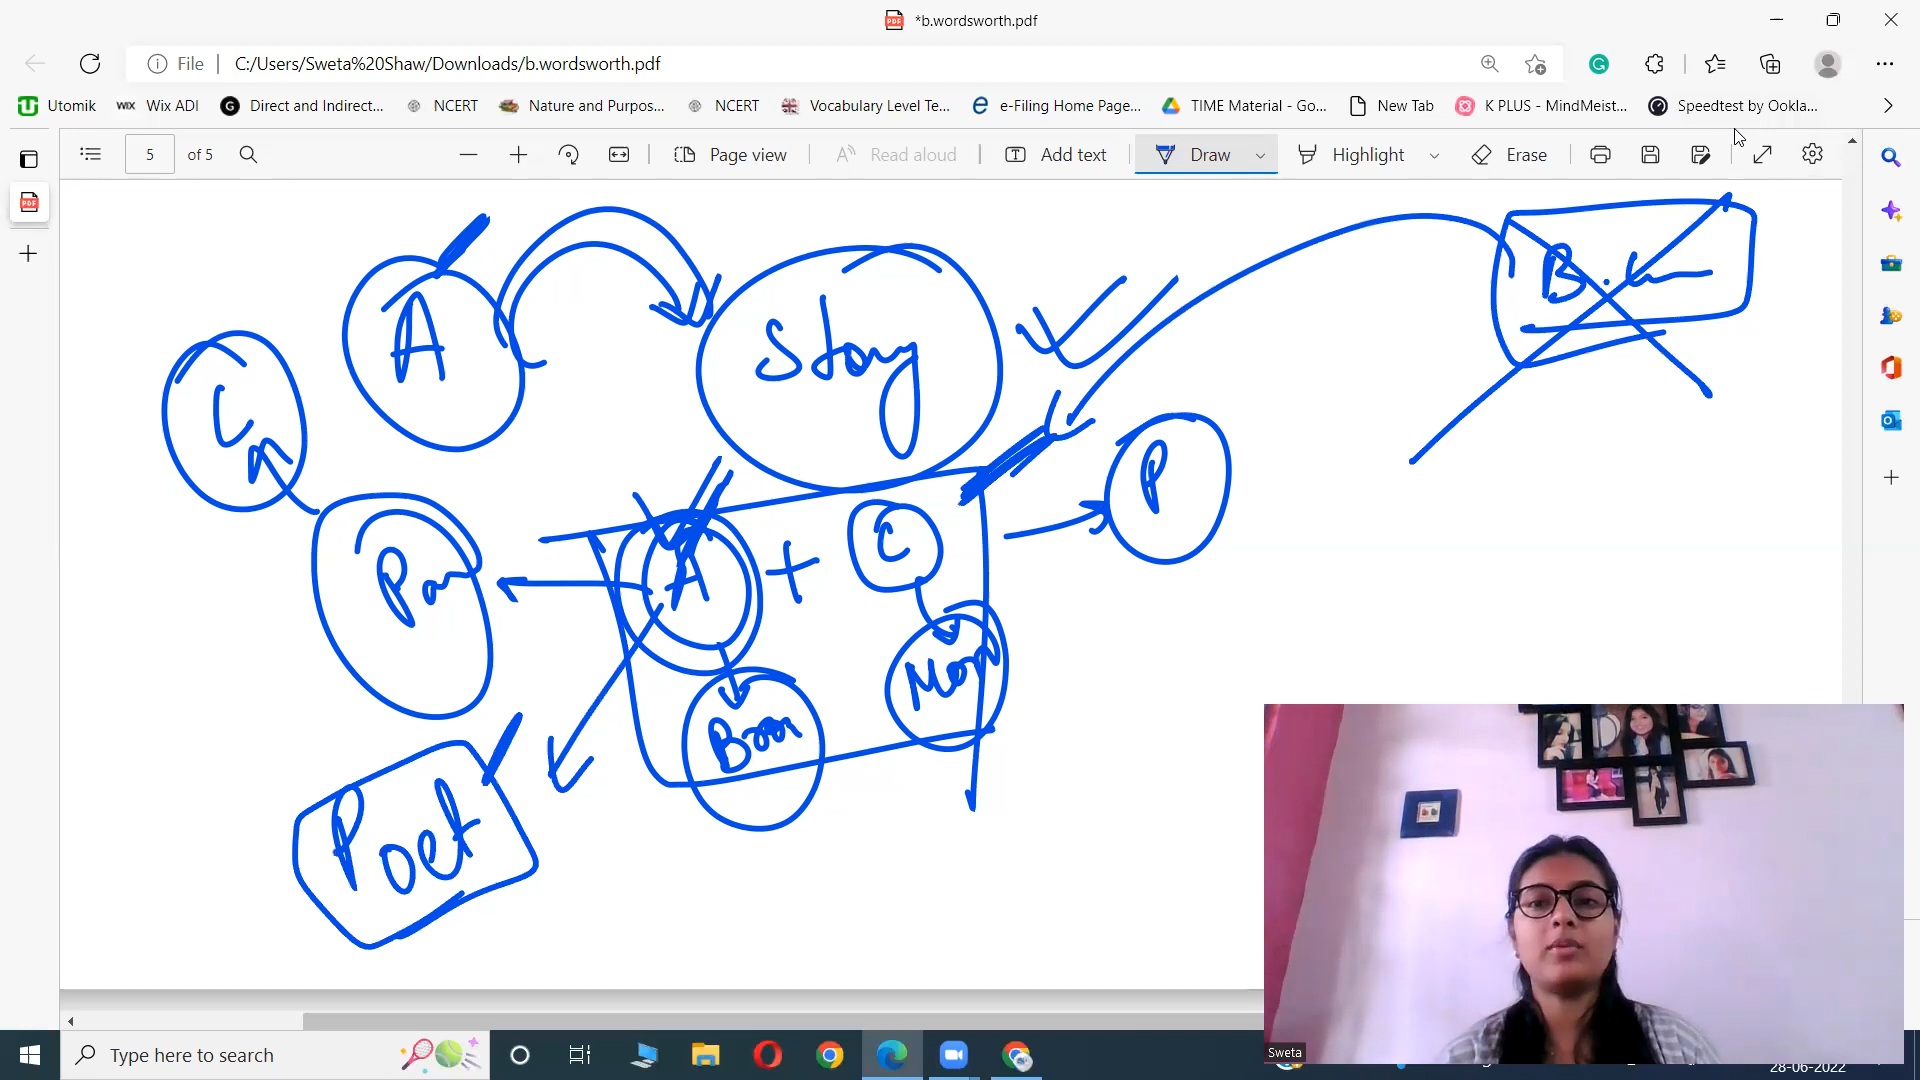 *b.wordsworth.pdf
File C:/Users/Sweta%20Shaw/Downloads/b.wordsworth.pdf
Utomik WIX Wix ADI Direct and Indirect... NCERT Nature and Purpos... NCERT Vocabulary Level Te... e-Filing Home Page... TIME Material - Go... New Tab K PLUS - MindMeist... Speedtest by Ookla...
5 of 5 Page view Read aloud Add text Draw Highlight Erase
A
Story
C
P
A + C
Poet
Type here to search
Sweta
28-06-2022